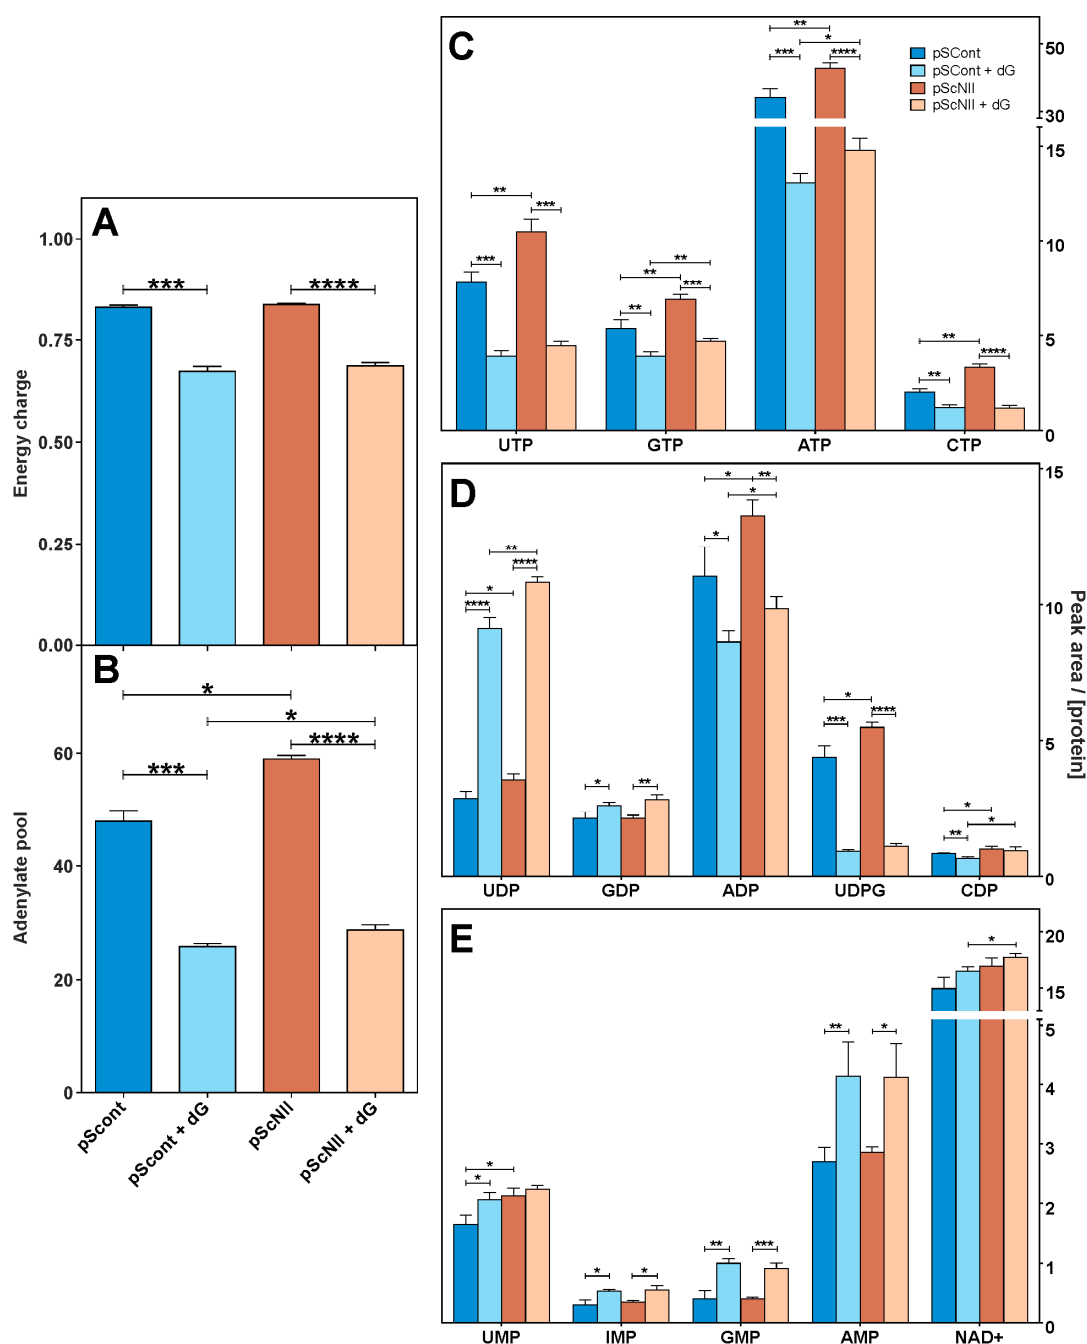 A
Energy charge
1.00
0.75
0.50
0.25
0.00
***
****
B
Adenylate pool
60
40
20
0
*
*
****
***
pScont
pScont + dG
pScNII
pScNII + dG
C
pSCont
pSCont + dG
pScNII
pScNII + dG
50
30
15
10
5
0
**
***
***
**
**
**
***
**
*
***
****
**
****
**
UTP
GTP
ATP
CTP
D
Peak area / [protein]
15
10
5
0
**
****
*
****
*
**
*
**
*
*
*
***
****
*
*
**
UDP
GDP
ADP
UDPG
CDP
E
20
15
5
4
3
2
1
0
*
*
*
*
**
***
**
*
*
UMP
IMP
GMP
AMP
NAD+